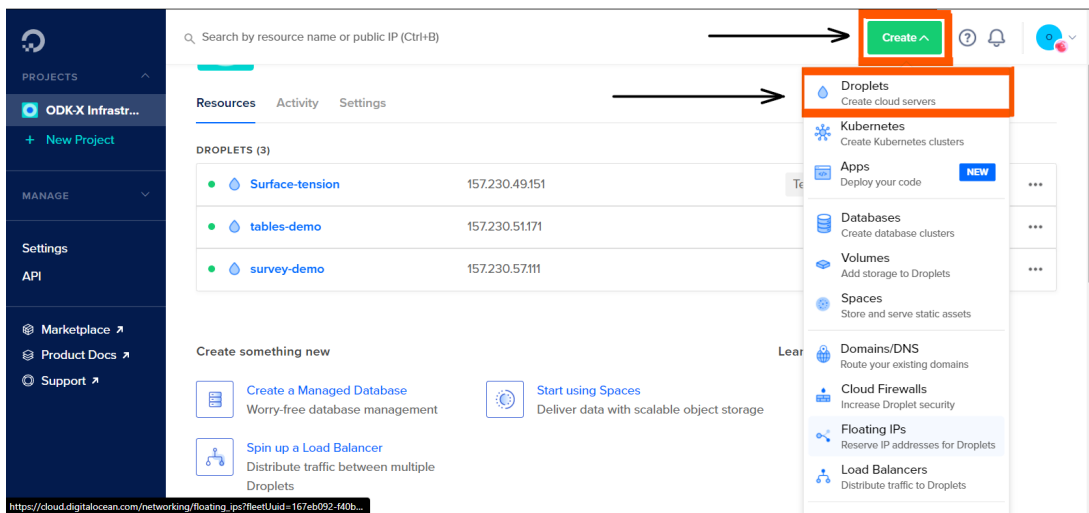 Search by resource name or public IP (Ctrl+B)
Create
PROJECTS
ODK-X Infrastr...
+ New Project
MANAGE
Settings
API
Marketplace
Product Docs
Support
Resources Activity Settings
DROPLETS (3)
Surface-tension 157.230.49.151
tables-demo 157.230.51.171
survey-demo 157.230.57.111
Create something new
Create a Managed Database
Worry-free database management
Start using Spaces
Deliver data with scalable object storage
Spin up a Load Balancer
Distribute traffic between multiple
Droplets
Droplets
Create cloud servers
Kubernetes
Create Kubernetes clusters
Apps
Deploy your code
NEW
Databases
Create database clusters
Volumes
Add storage to Droplets
Spaces
Store and serve static assets
Domains/DNS
Route your existing domains
Cloud Firewalls
Increase Droplet security
Floating IPs
Reserve IP addresses for Droplets
Load Balancers
Distribute traffic to Droplets
https://cloud.digitalocean.com/networking/floating_ips?fleetUuid=167eb092-f40b...